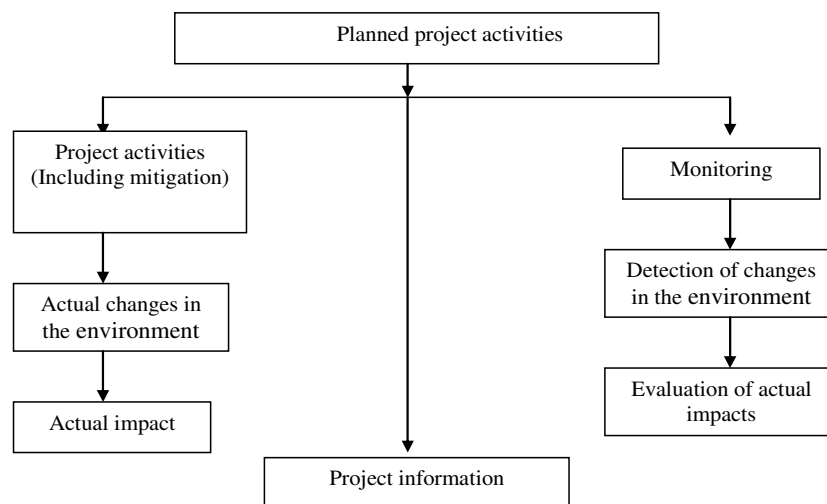 Planned project activities
Project activities
(Including mitigation)
Monitoring
Actual changes in
the environment
Detection of changes
in the environment
Actual impact
Evaluation of actual
impacts
Project information